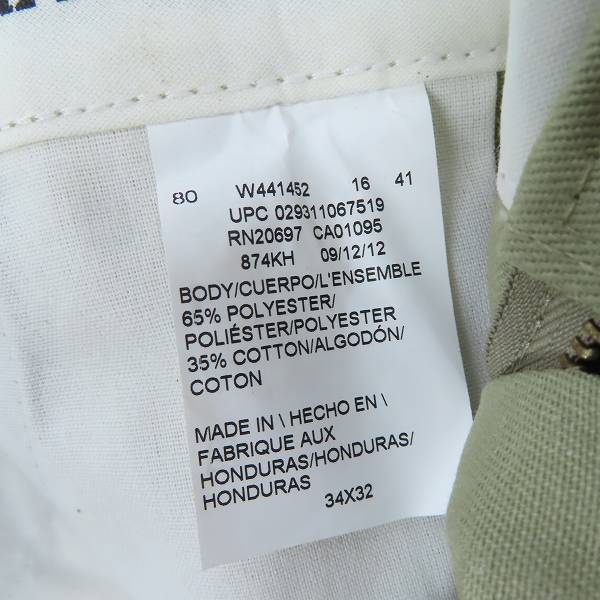 80 W441452 16 41
UPC 029311067519
RN20697 CA01095
874KH 09/12/12
BODY/CUERPO/L'ENSEMBLE
65% POLYESTER/
POLIÉSTER/POLYESTER
35% COTTON/ALGODÓN/
COTON
MADE IN \ HECHO EN \
FABRIQUE AUX
HONDURAS/HONDURAS/
HONDURAS
34X32